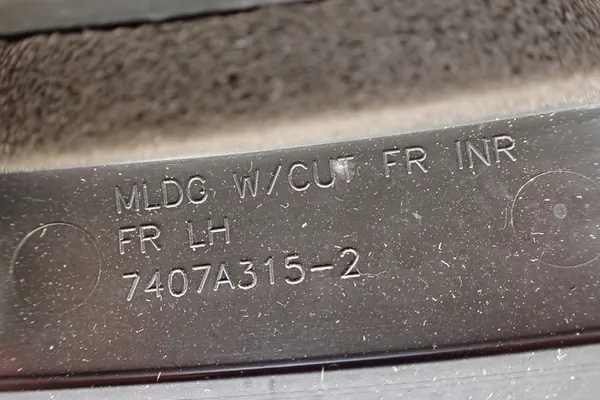 MLDG W/CUT FR INR
FR LH
7407A315-2